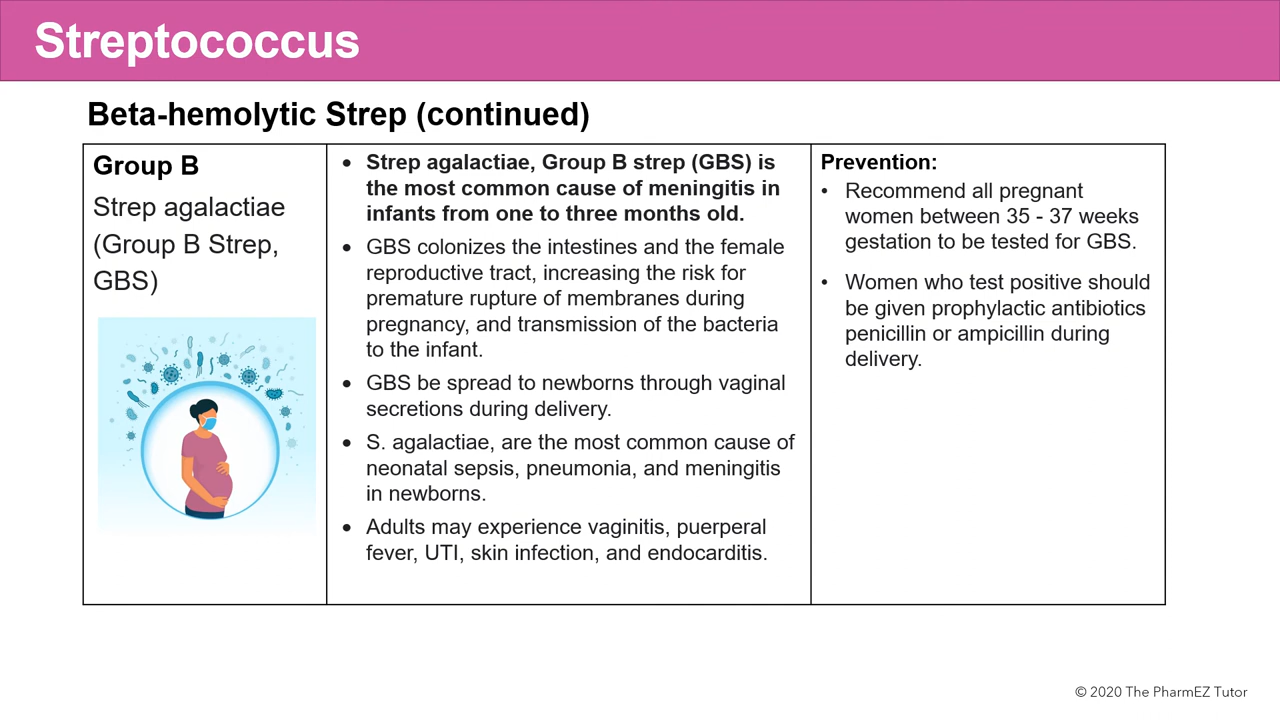 Streptococcus
Beta-hemolytic Strep (continued)
Group B
Strep agalactiae
(Group B Strep,
GBS)
• Strep agalactiae, Group B strep (GBS) is
the most common cause of meningitis in
infants from one to three months old.
• GBS colonizes the intestines and the female
reproductive tract, increasing the risk for
premature rupture of membranes during
pregnancy, and transmission of the bacteria
to the infant.
• GBS be spread to newborns through vaginal
secretions during delivery.
• S. agalactiae, are the most common cause of
neonatal sepsis, pneumonia, and meningitis
in newborns.
• Adults may experience vaginitis, puerperal
fever, UTI, skin infection, and endocarditis.
Prevention:
• Recommend all pregnant
women between 35 - 37 weeks
gestation to be tested for GBS.
• Women who test positive should
be given prophylactic antibiotics
penicillin or ampicillin during
delivery.
© 2020 The PharmEZ Tutor